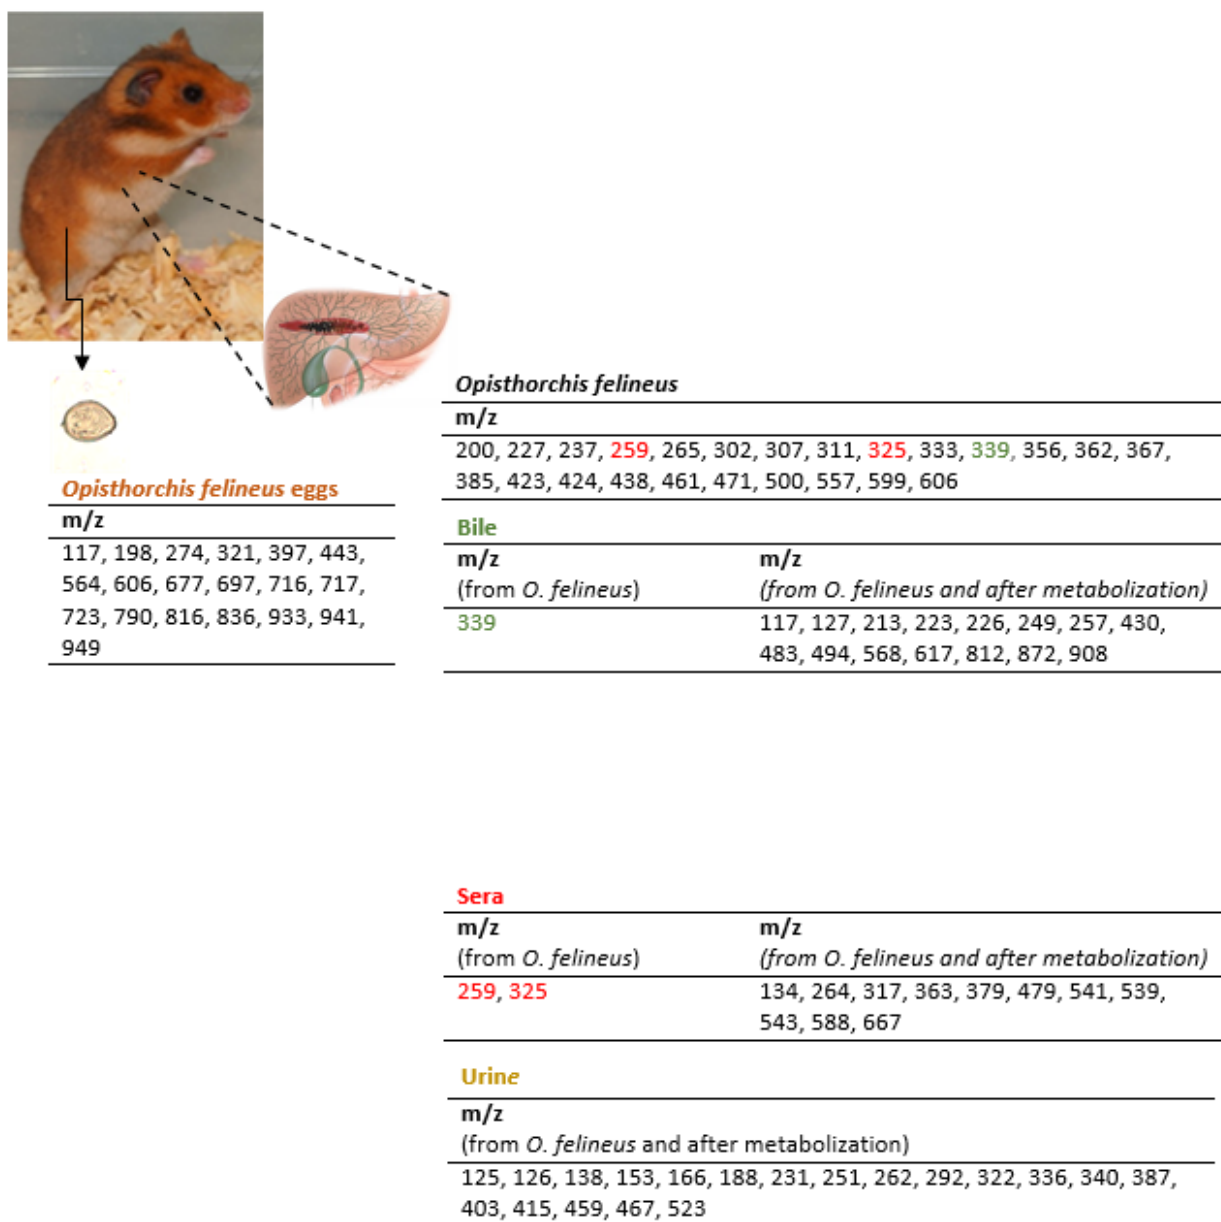 Opisthorchis felineus
m/z
200, 227, 237, 259, 265, 302, 307, 311, 325, 333, 339, 356, 362, 367,
385, 423, 424, 438, 461, 471, 500, 557, 599, 606
Opisthorchis felineus eggs
m/z
117, 198, 274, 321, 397, 443,
564, 606, 677, 697, 716, 717,
723, 790, 816, 836, 933, 941,
949
Bile
m/z m/z
(from O. felineus) (from O. felineus and after metabolization)
339 117, 127, 213, 223, 226, 249, 257, 430,
483, 494, 568, 617, 812, 872, 908
Sera
m/z m/z
(from O. felineus) (from O. felineus and after metabolization)
259, 325 134, 264, 317, 363, 379, 479, 541, 539,
543, 588, 667
Urine
m/z
(from O. felineus and after metabolization)
125, 126, 138, 153, 166, 188, 231, 251, 262, 292, 322, 336, 340, 387,
403, 415, 459, 467, 523